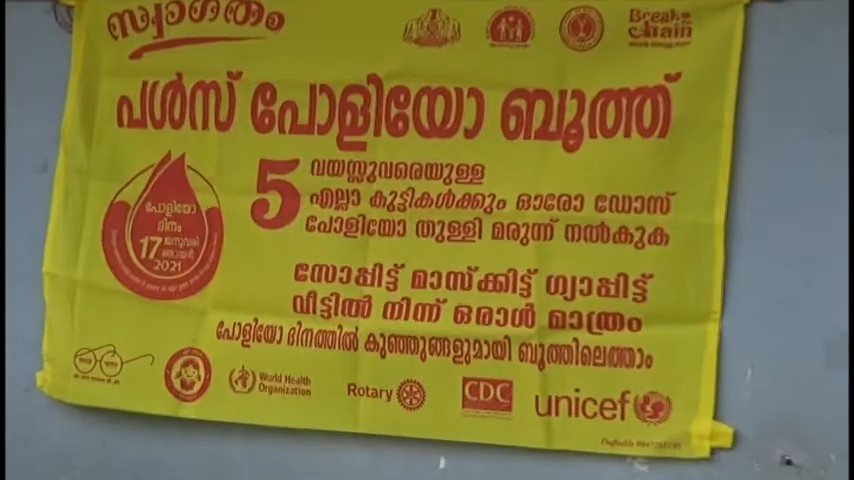 സ്വാഗതം
Break
Chain
പൾസ് പോളിയോ ബൂത്ത്
5 വയസ്സുവരെയുള്ള
എല്ലാ കുട്ടികൾക്കും ഓരോ ഡോസ്
പോളിയോ തുള്ളി മരുന്ന് നൽകുക
പോളിയോ
ദിനം
17 ജനുവരി
ഞായർ
2021
സോപ്പിട്ട് മാസ്ക്കിട്ട് ഗ്യാപ്പിട്ട്
വീട്ടിൽ നിന്ന് ഒരാൾ മാത്രം
പോളിയോ ദിനത്തിൽ കുഞ്ഞുങ്ങളുമായി ബൂത്തിലെത്താം
World Health
Organization
Rotary
CDC
unicef